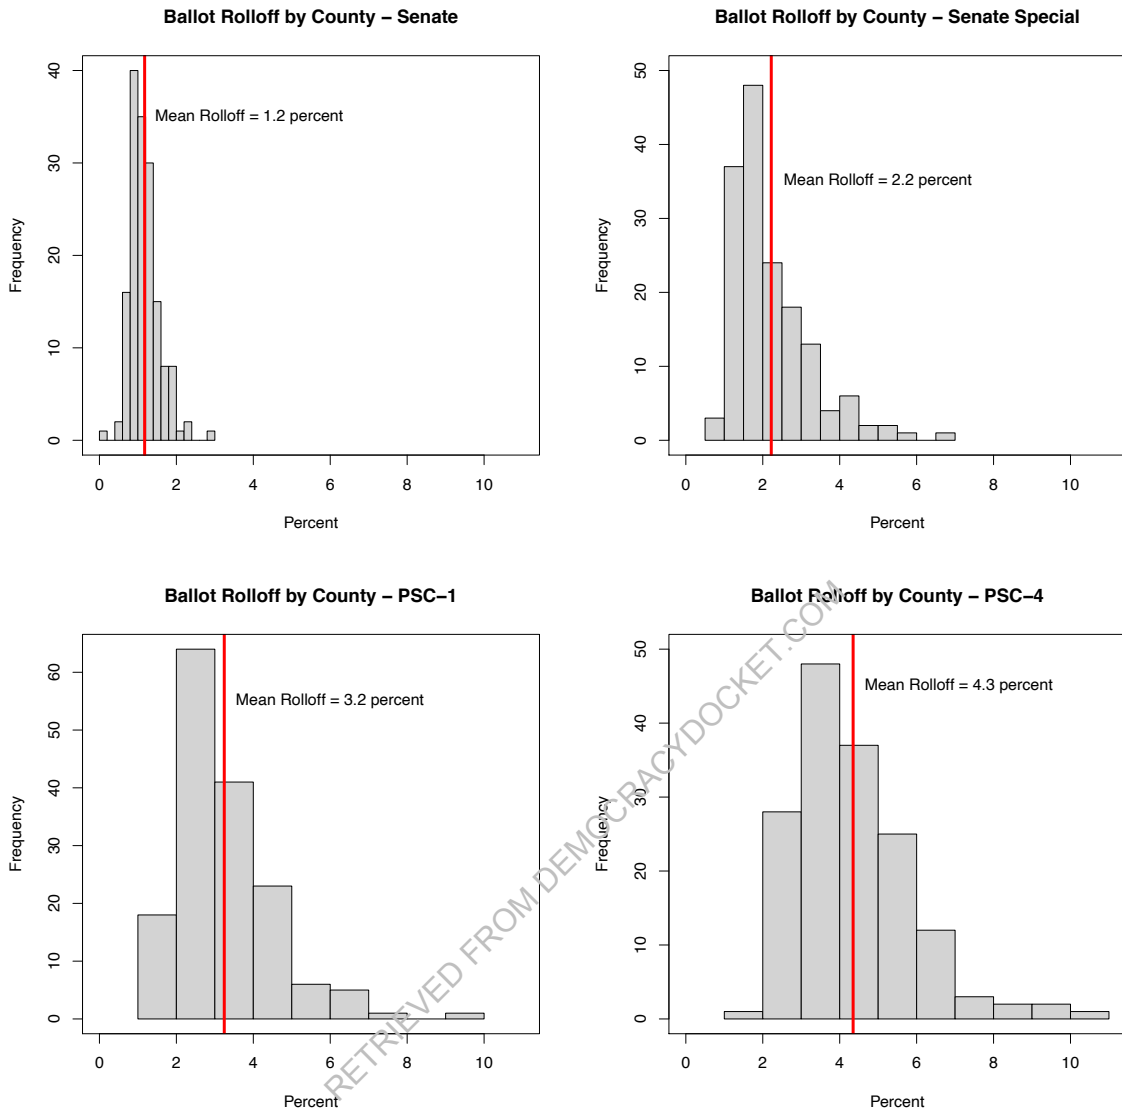 Ballot Rolloff by County – Senate
Mean Rolloff = 1.2 percent
Frequency
40
30
20
10
0
0 2 4 6 8 10
Percent
Ballot Rolloff by County – Senate Special
Mean Rolloff = 2.2 percent
Frequency
50
40
30
20
10
0
0 2 4 6 8 10
Percent
Ballot Rolloff by County – PSC–1
Mean Rolloff = 3.2 percent
Frequency
60
50
40
30
20
10
0
0 2 4 6 8 10
Percent
Ballot Rolloff by County – PSC–4
Mean Rolloff = 4.3 percent
Frequency
50
40
30
20
10
0
0 2 4 6 8 10
Percent
RETRIEVED FROM DEMOCRACYDOCKET.COM